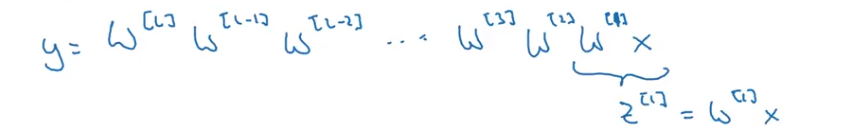 y = W^[L] W^[L-1] W^[L-2] ... W^[3] W^[2] W^[1] x
z^[1] = W^[1] x